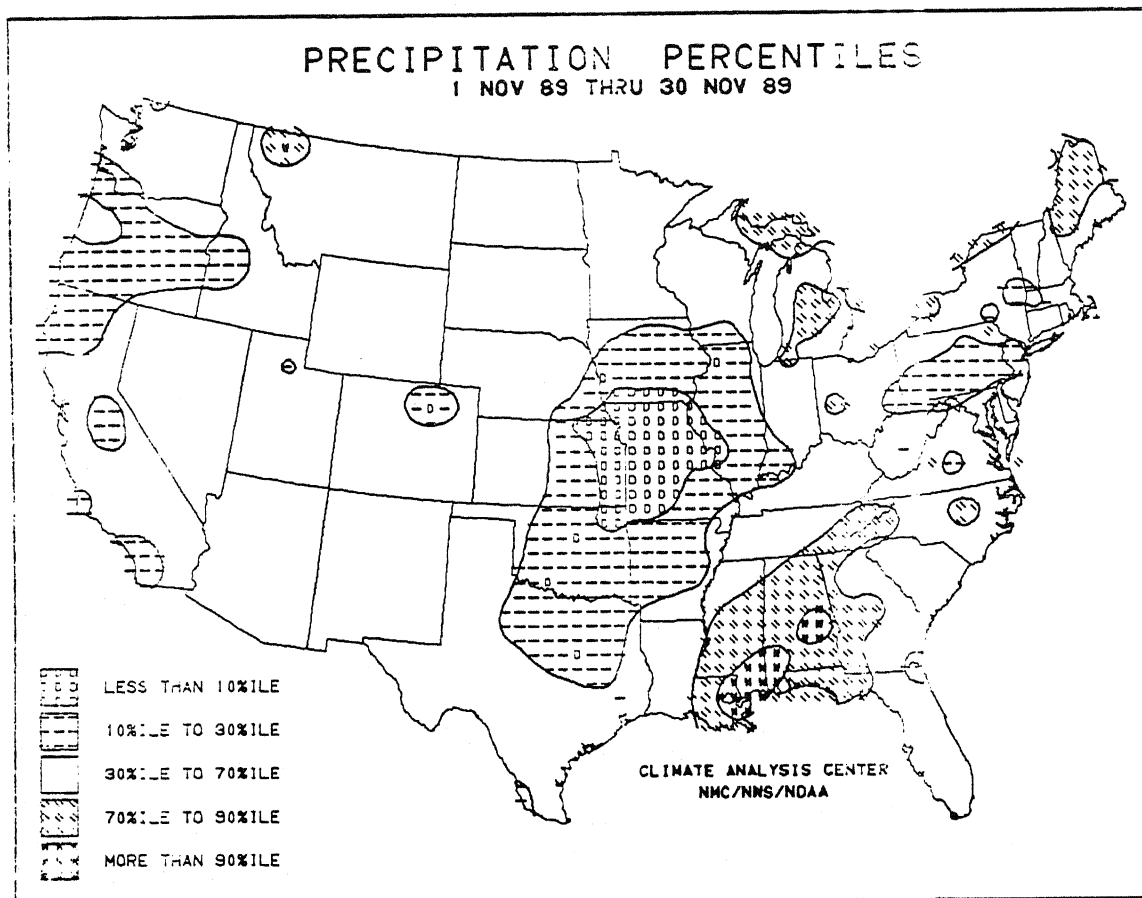 PRECIPITATION PERCENTILES
1 NOV 89 THRU 30 NOV 89
LESS THAN 10%ILE
10%ILE TO 30%ILE
30%ILE TO 70%ILE
70%ILE TO 90%ILE
MORE THAN 90%ILE
CLIMATE ANALYSIS CENTER
NMC/NWS/NOAA